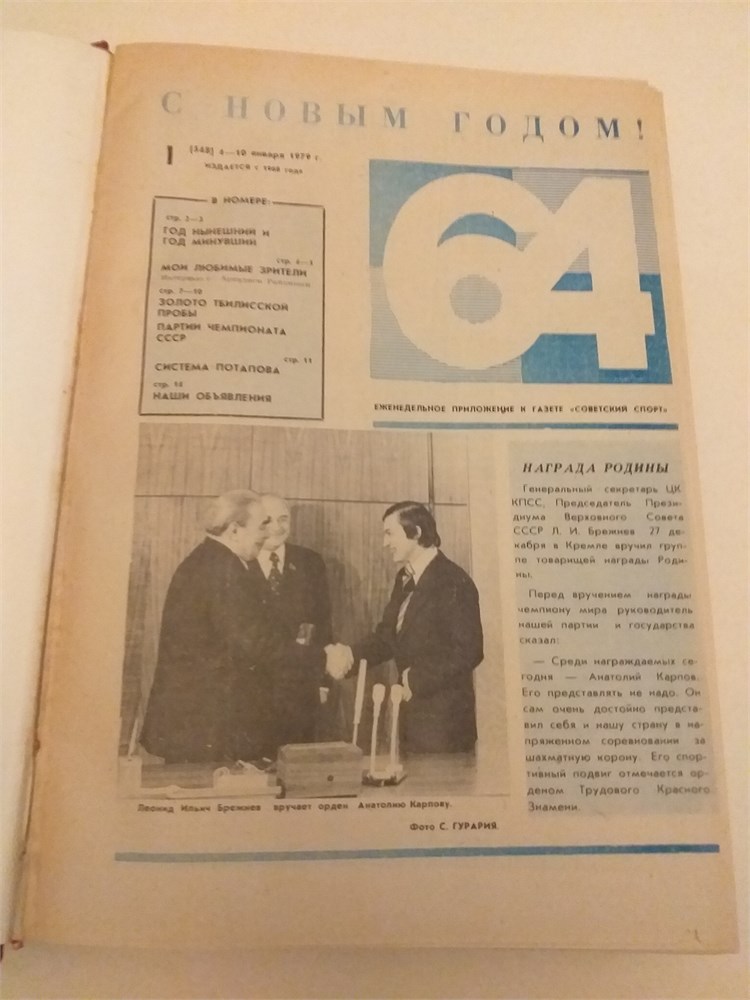 С НОВЫМ ГОДОМ!
1
[548] 4—10 января 1979 г.
ИЗДАЕТСЯ с 1968 года
64
В НОМЕРЕ:
стр. 2—3
ГОД НЫНЕШНИЙ И
ГОД МИНУВШИЙ
МОИ ЛЮБИМЫЕ ЗРИТЕЛИ
стр. 7—10
ЗОЛОТО ТБИЛИССКОЙ
ПРОБЫ
ПАРТИИ ЧЕМПИОНАТА
СССР
стр. 11
СИСТЕМА ПОТАПОВА
стр.
НАШИ ОБЪЯВЛЕНИЯ
ЕЖЕНЕДЕЛЬНОЕ ПРИЛОЖЕНИЕ К ГАЗЕТЕ «СОВЕТСКИЙ СПОРТ»
НАГРАДА РОДИНЫ
Генеральный секретарь ЦК
КПСС, Председатель Прези-
диума Верховного Совета
СССР Л. И. Брежнев 27 де-
кабря в Кремле вручил груп-
пе товарищей награды Роди-
ны.
Перед вручением награды
чемпиону мира руководитель
нашей партии и государства
сказал:
— Среди награждаемых се-
годня — Анатолий Карпов.
Его представлять не надо. Он
сам очень достойно предста-
вил себя и нашу страну в на-
пряженном соревновании за
шахматную корону. Его спор-
тивный подвиг отмечается ор-
деном Трудового Красного
Знамени.
Леонид Ильич Брежнев вручает орден Анатолию Карпову.
Фото С. ГУРАРИЯ.